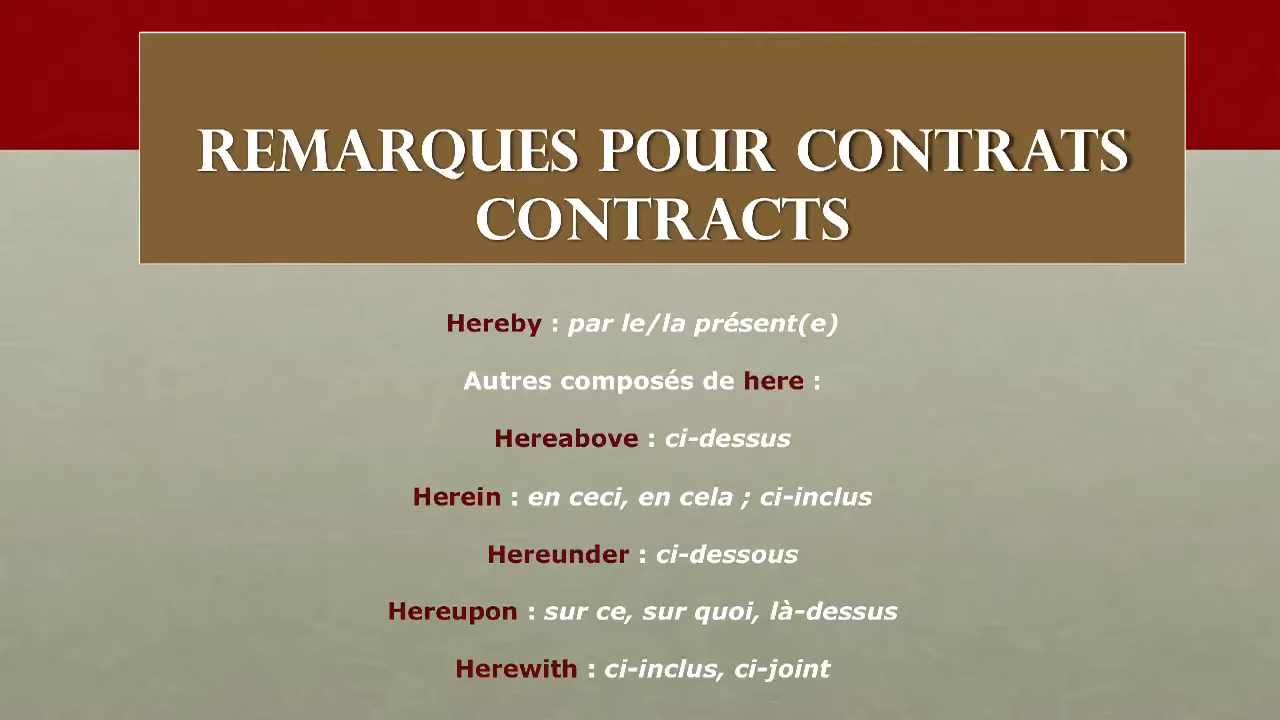 REMARQUES POUR CONTRATS
CONTRACTS
Hereby : par le/la présent(e)
Autres composés de here :
Hereabove : ci-dessus
Herein : en ceci, en cela ; ci-inclus
Hereunder : ci-dessous
Hereupon : sur ce, sur quoi, là-dessus
Herewith : ci-inclus, ci-joint